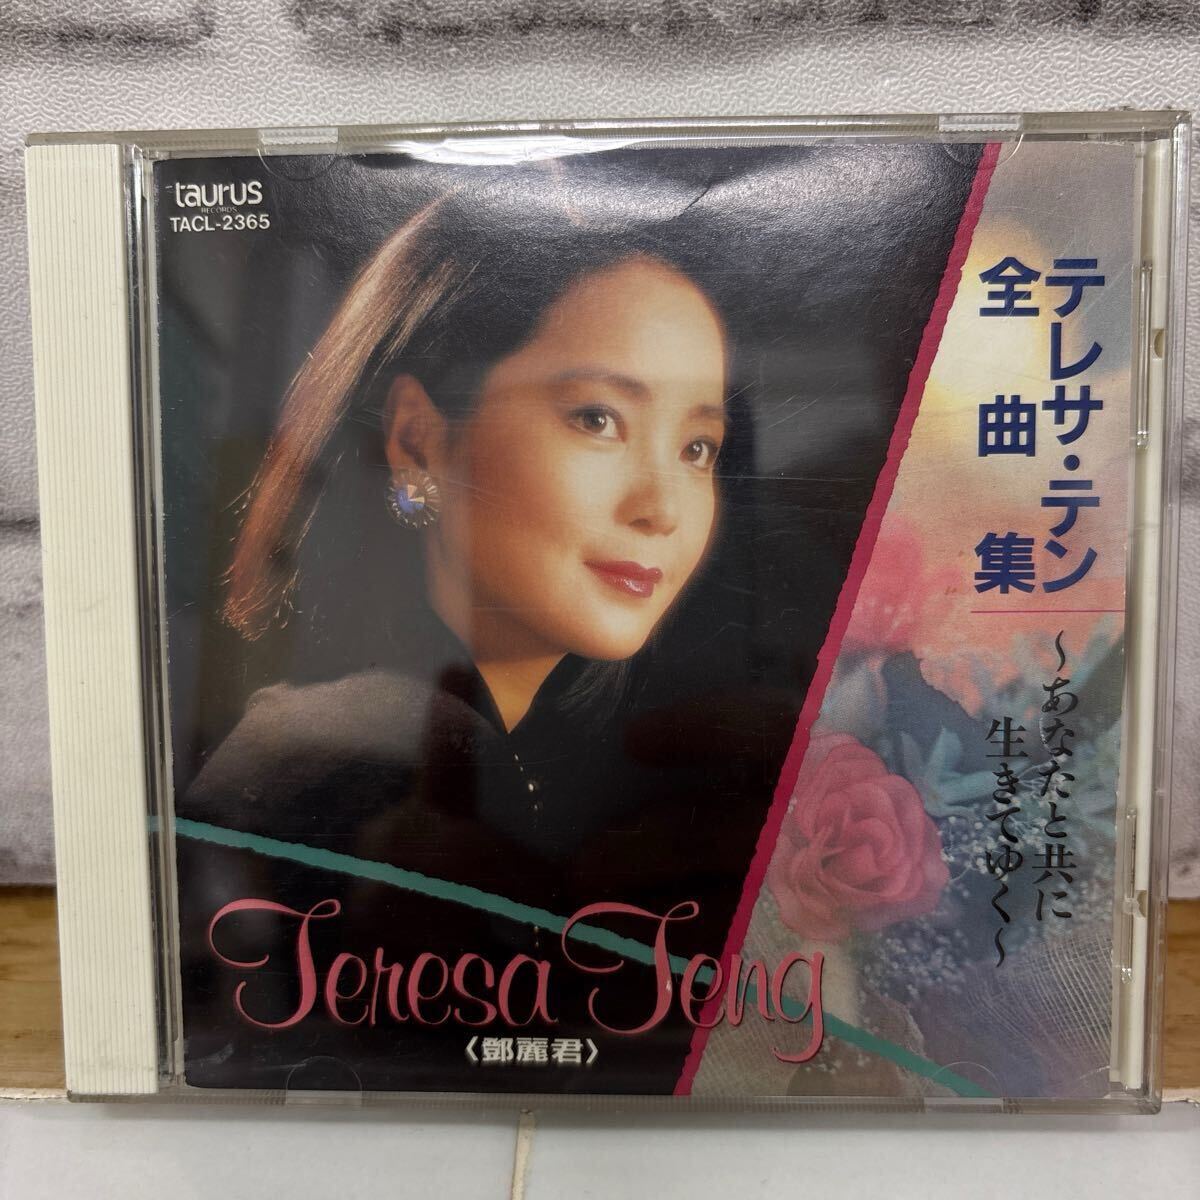 taurus
RECORDS
TACL-2365
テレサ・テン
全曲集
~あなたと共に
生きてゆく~
Teresa Teng
〈鄧麗君〉